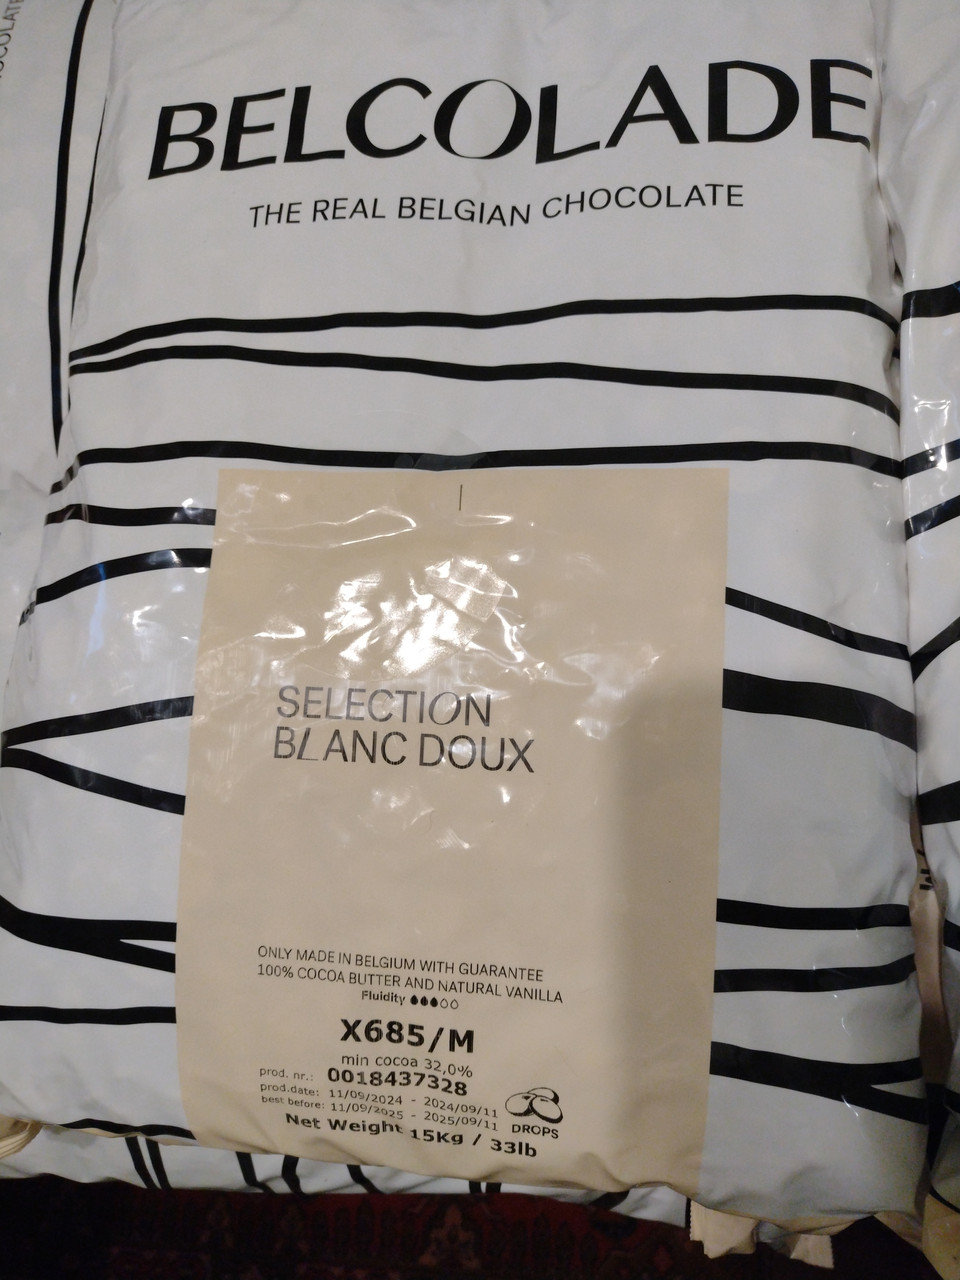 BELCOLADE
THE REAL BELGIAN CHOCOLATE
SELECTION
BLANC DOUX
ONLY MADE IN BELGIUM WITH GUARANTEE
100% COCOA BUTTER AND NATURAL VANILLA
Fluidity
X685/M
min cocoa 32,0%
prod. nr.: 0018437328
prod.date: 11/09/2024 - 2024/09/11
best before: 11/09/2025 - 2025/09/11
DROPS
Net Weight 15Kg / 33lb